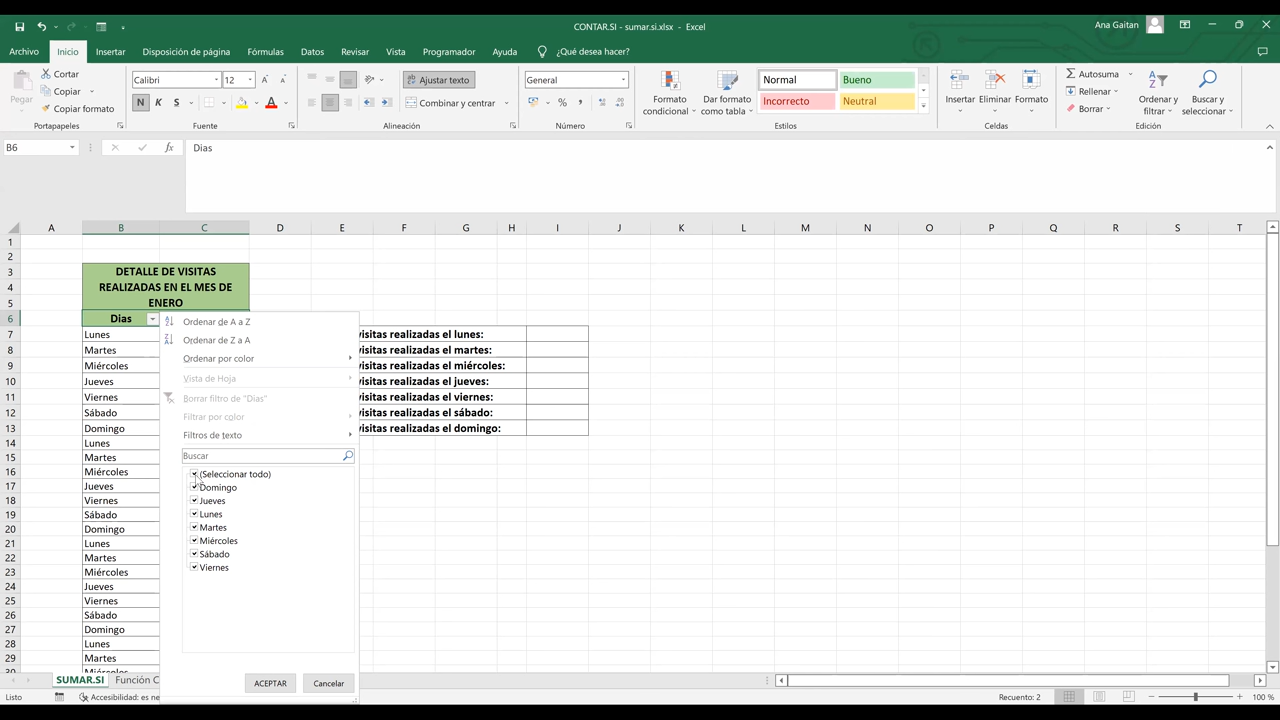 CONTAR.SI - sumar.si.xlsx - Excel
Ana Gaitan
Archivo Inicio Insertar Disposición de página Fórmulas Datos Revisar Vista Programador Ayuda ¿Qué desea hacer?
Pegar
Cortar
Copiar
Copiar formato
Portapapeles
Calibri 12
N K S
Fuente
Ajustar texto
Combinar y centrar
Alineación
General
Número
Formato condicional
Dar formato como tabla
Normal Bueno
Incorrecto Neutral
Estilos
Insertar Eliminar Formato
Celdas
Autosuma
Rellenar
Borrar
Ordenar y filtrar
Buscar y seleccionar
Edición
B6 fx Dias
A B C D E F G H I J K L M N O P Q R S T
1
2
3
4
5
DETALLE DE VISITAS
REALIZADAS EN EL MES DE
ENERO
6 Dias
7 Lunes visitas realizadas el lunes:
8 Martes visitas realizadas el martes:
9 Miércoles visitas realizadas el miércoles:
10 Jueves visitas realizadas el jueves:
11 Viernes visitas realizadas el viernes:
12 Sábado visitas realizadas el sábado:
13 Domingo visitas realizadas el domingo:
14 Lunes
15 Martes
16 Miércoles
17 Jueves
18 Viernes
19 Sábado
20 Domingo
21 Lunes
22 Martes
23 Miércoles
24 Jueves
25 Viernes
26 Sábado
27 Domingo
28 Lunes
29 Martes
30 Miércoles
Ordenar de A a Z
Ordenar de Z a A
Ordenar por color
Vista de Hoja
Borrar filtro de "Dias"
Filtrar por color
Filtros de texto
Buscar
(Seleccionar todo)
Domingo
Jueves
Lunes
Martes
Miércoles
Sábado
Viernes
ACEPTAR Cancelar
SUMAR.SI Función C
Listo Accesibilidad: es ne Recuento: 2 100 %